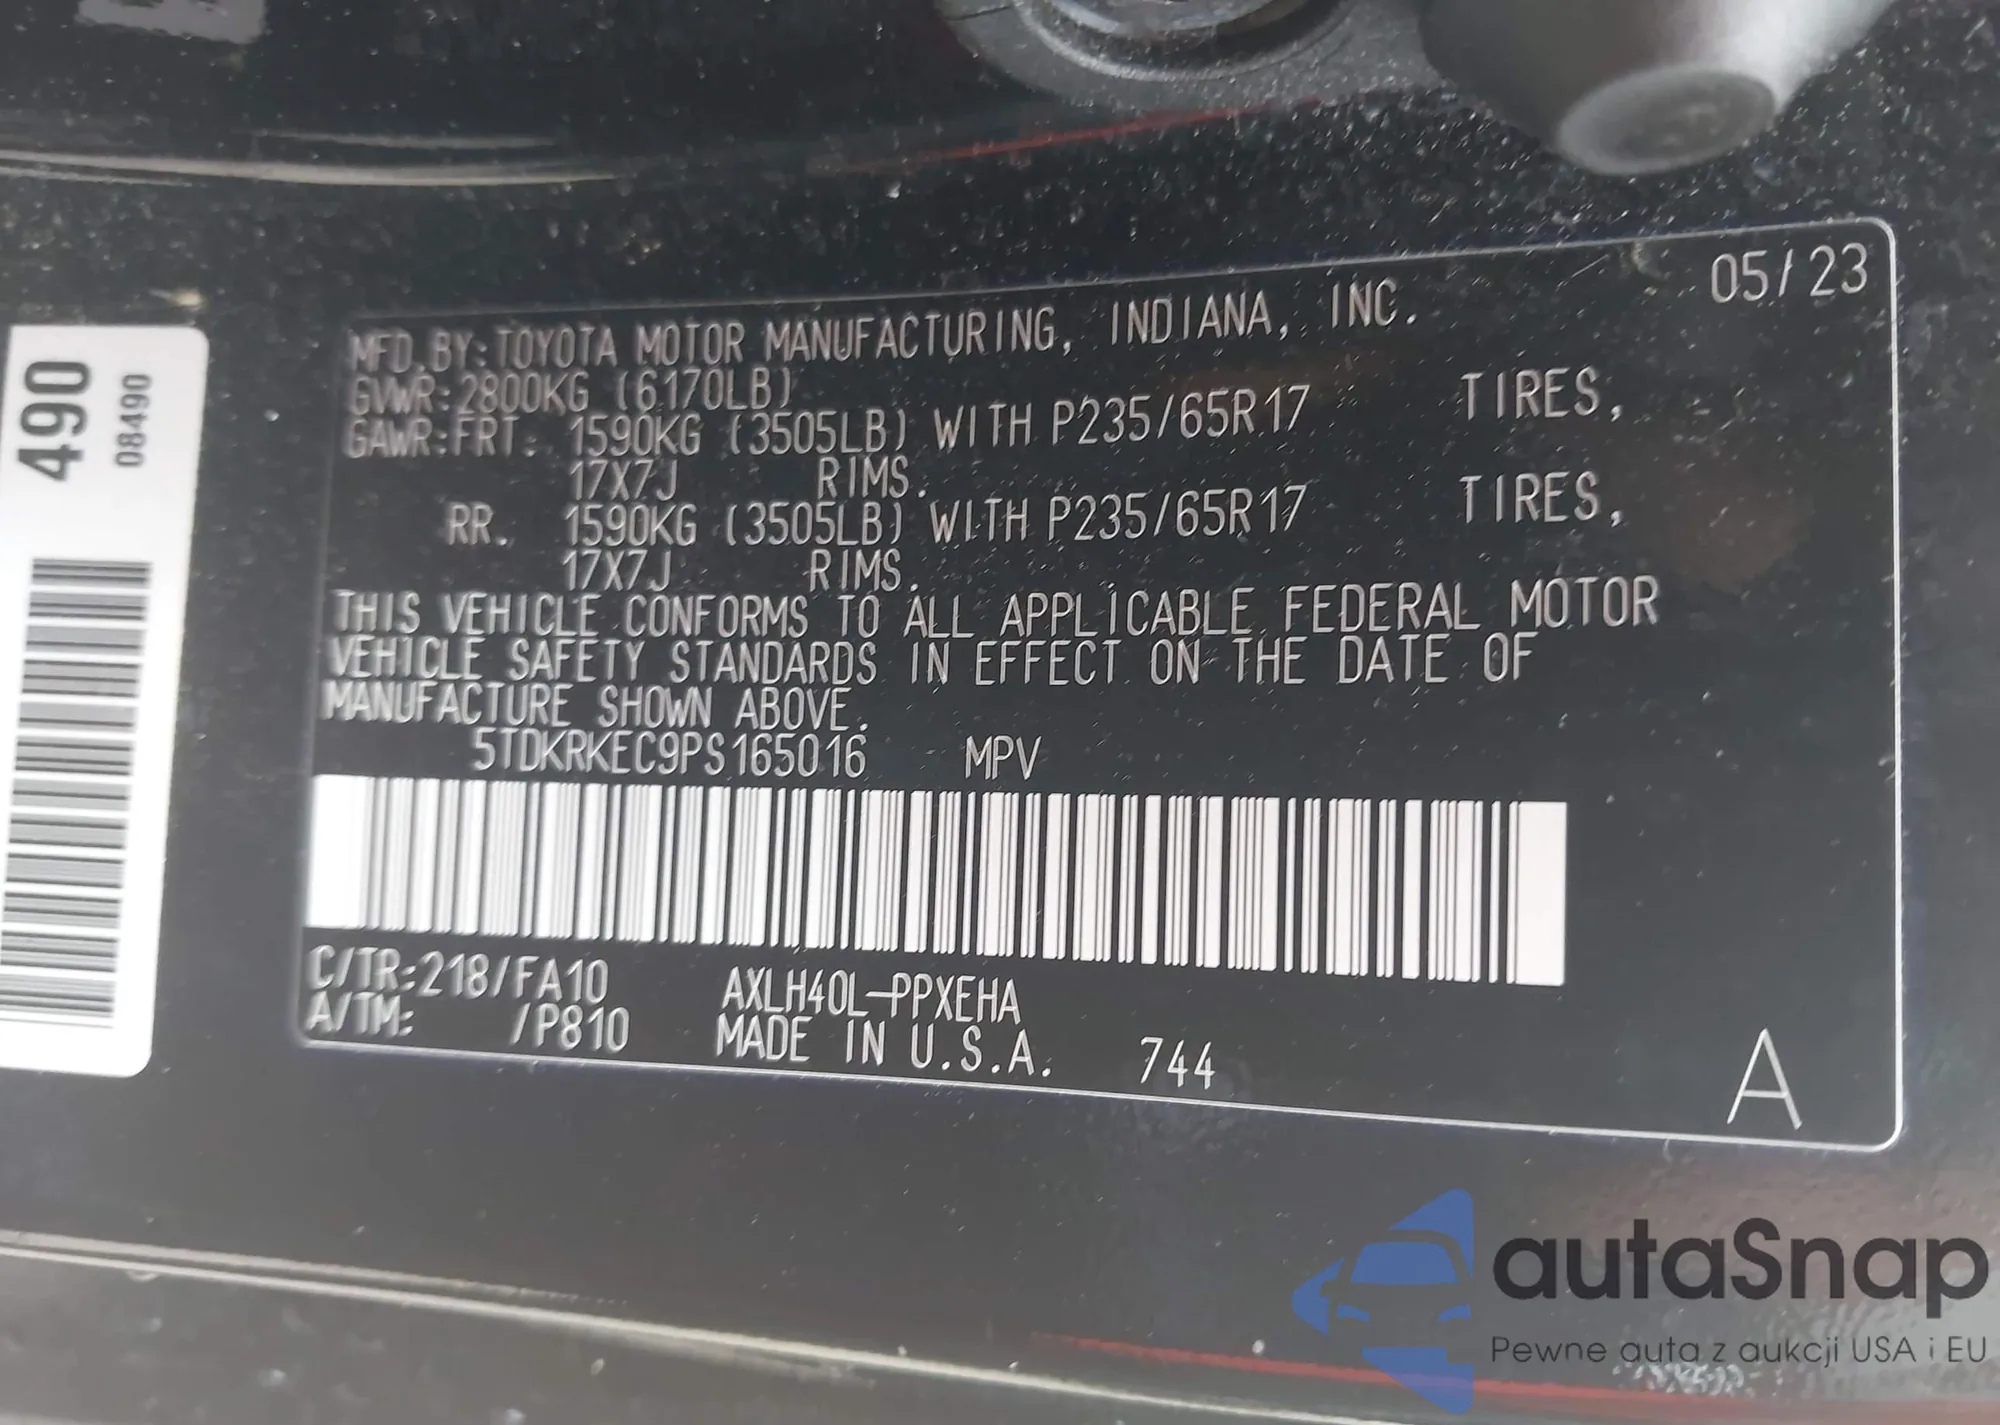 490
08490
05/23
MFD.BY:TOYOTA MOTOR MANUFACTURING, INDIANA, INC.
GVWR:2800KG (6170LB)
GAWR:FRT. 1590KG (3505LB) WITH P235/65R17 TIRES,
17X7J RIMS.
RR. 1590KG (3505LB) WITH P235/65R17 TIRES,
17X7J RIMS.
THIS VEHICLE CONFORMS TO ALL APPLICABLE FEDERAL MOTOR
VEHICLE SAFETY STANDARDS IN EFFECT ON THE DATE OF
MANUFACTURE SHOWN ABOVE.
5TDKRKEC9PS165016 MPV
C/TR:218/FA10 AXLH40L-PPXEHA
A/TM: /P810 MADE IN U.S.A. 744
A
autaSnap
Pewne auta z aukcji USA i EU